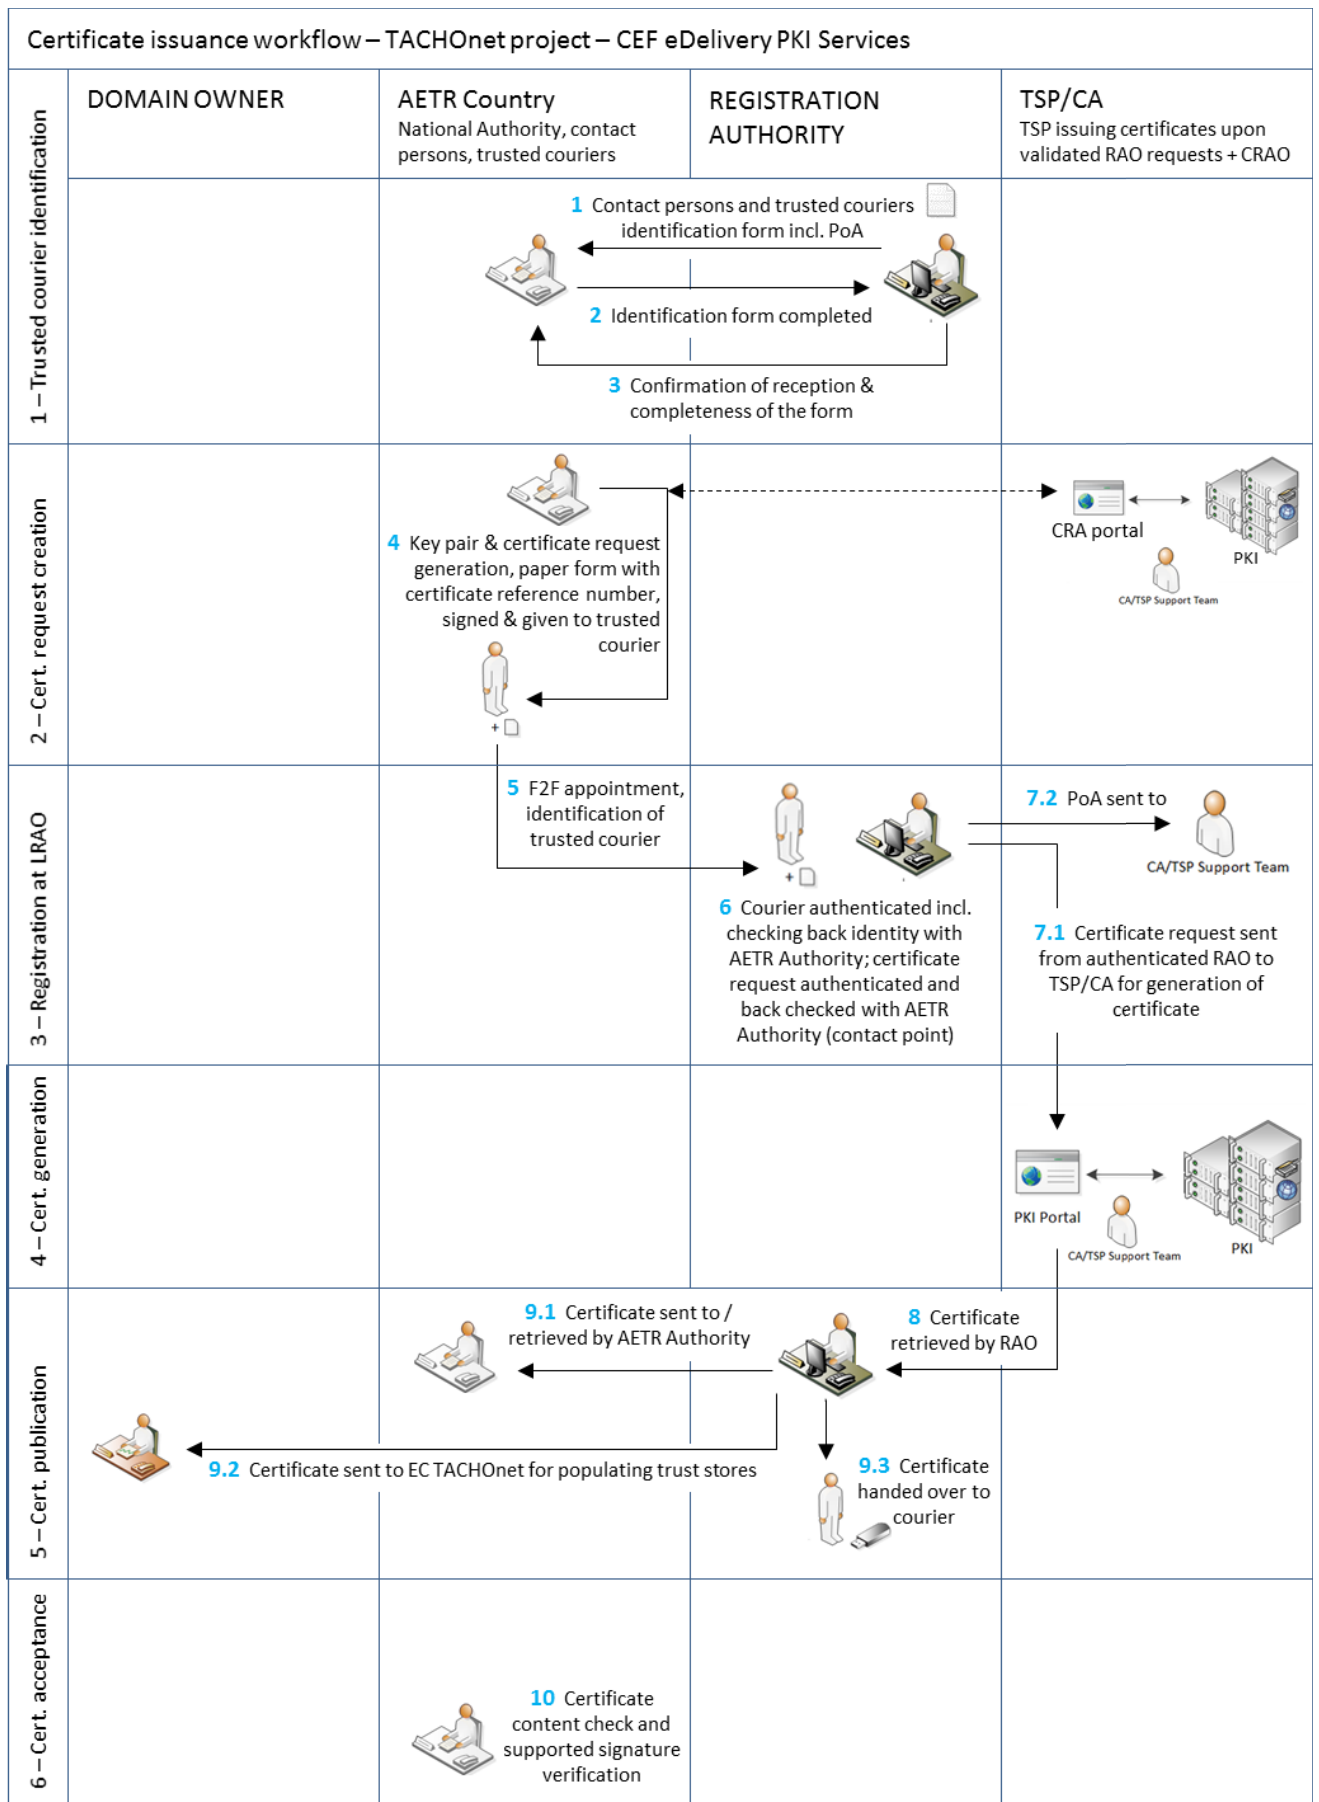 Certificate issuance workflow – TACHOnet project – CEF eDelivery PKI Services
DOMAIN OWNER
AETR Country
National Authority, contact
persons, trusted couriers
REGISTRATION
AUTHORITY
TSP/CA
TSP issuing certificates upon
validated RAO requests + CRAO
1 – Trusted courier identification
1 Contact persons and trusted couriers
identification form incl. PoA
2 Identification form completed
3 Confirmation of reception &
completeness of the form
2 – Cert. request creation
4 Key pair & certificate request
generation, paper form with
certificate reference number,
signed & given to trusted
courier
+
CRA portal
PKI
CA/TSP Support Team
3 – Registration at LRAO
5 F2F appointment,
identification of
trusted courier
+
6 Courier authenticated incl.
checking back identity with
AETR Authority; certificate
request authenticated and
back checked with AETR
Authority (contact point)
7.2 PoA sent to
CA/TSP Support Team
7.1 Certificate request sent
from authenticated RAO to
TSP/CA for generation of
certificate
4 – Cert. generation
PKI Portal
CA/TSP Support Team
PKI
5 – Cert. publication
9.1 Certificate sent to /
retrieved by AETR Authority
8 Certificate
retrieved by RAO
9.2 Certificate sent to EC TACHOnet for populating trust stores
9.3 Certificate
handed over to
courier
6 – Cert. acceptance
10 Certificate
content check and
supported signature
verification